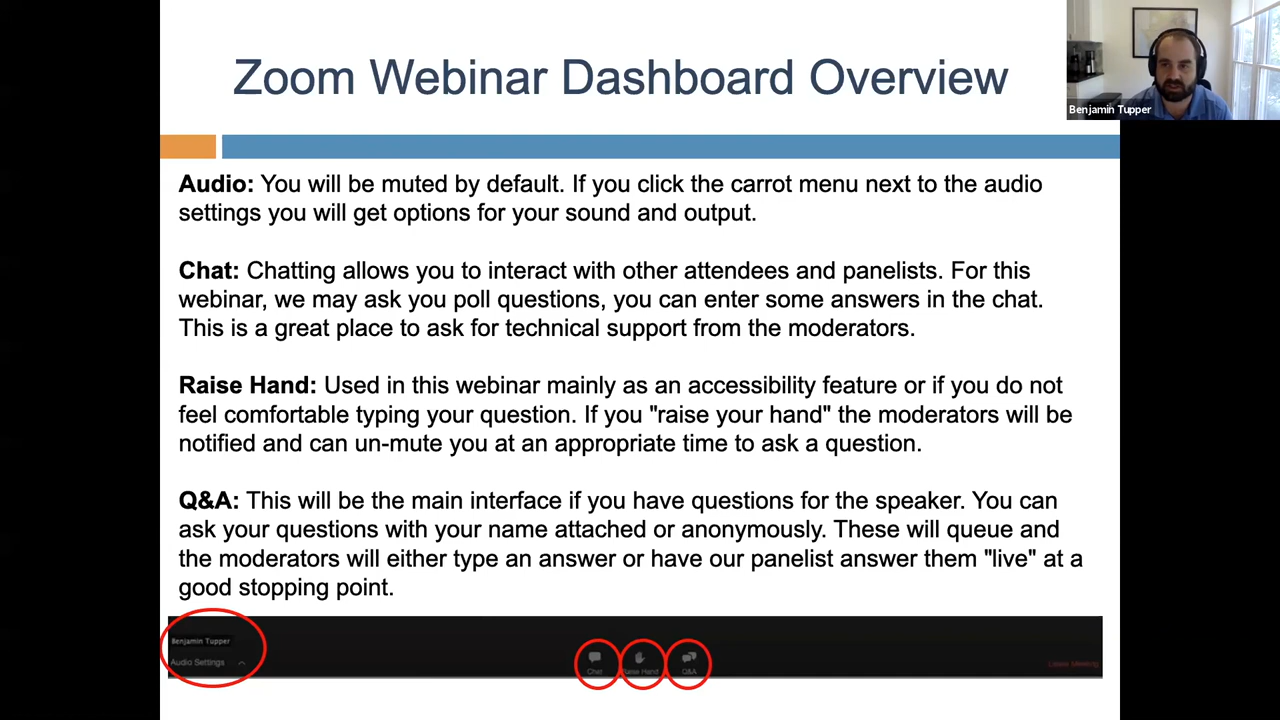 Zoom Webinar Dashboard Overview
Benjamin Tupper
Audio: You will be muted by default. If you click the carrot menu next to the audio
settings you will get options for your sound and output.
Chat: Chatting allows you to interact with other attendees and panelists. For this
webinar, we may ask you poll questions, you can enter some answers in the chat.
This is a great place to ask for technical support from the moderators.
Raise Hand: Used in this webinar mainly as an accessibility feature or if you do not
feel comfortable typing your question. If you "raise your hand" the moderators will be
notified and can un-mute you at an appropriate time to ask a question.
Q&A: This will be the main interface if you have questions for the speaker. You can
ask your questions with your name attached or anonymously. These will queue and
the moderators will either type an answer or have our panelist answer them "live" at a
good stopping point.
Benjamin Tupper
Audio Settings
Chat
Raise Hand
Q&A
Leave Meeting